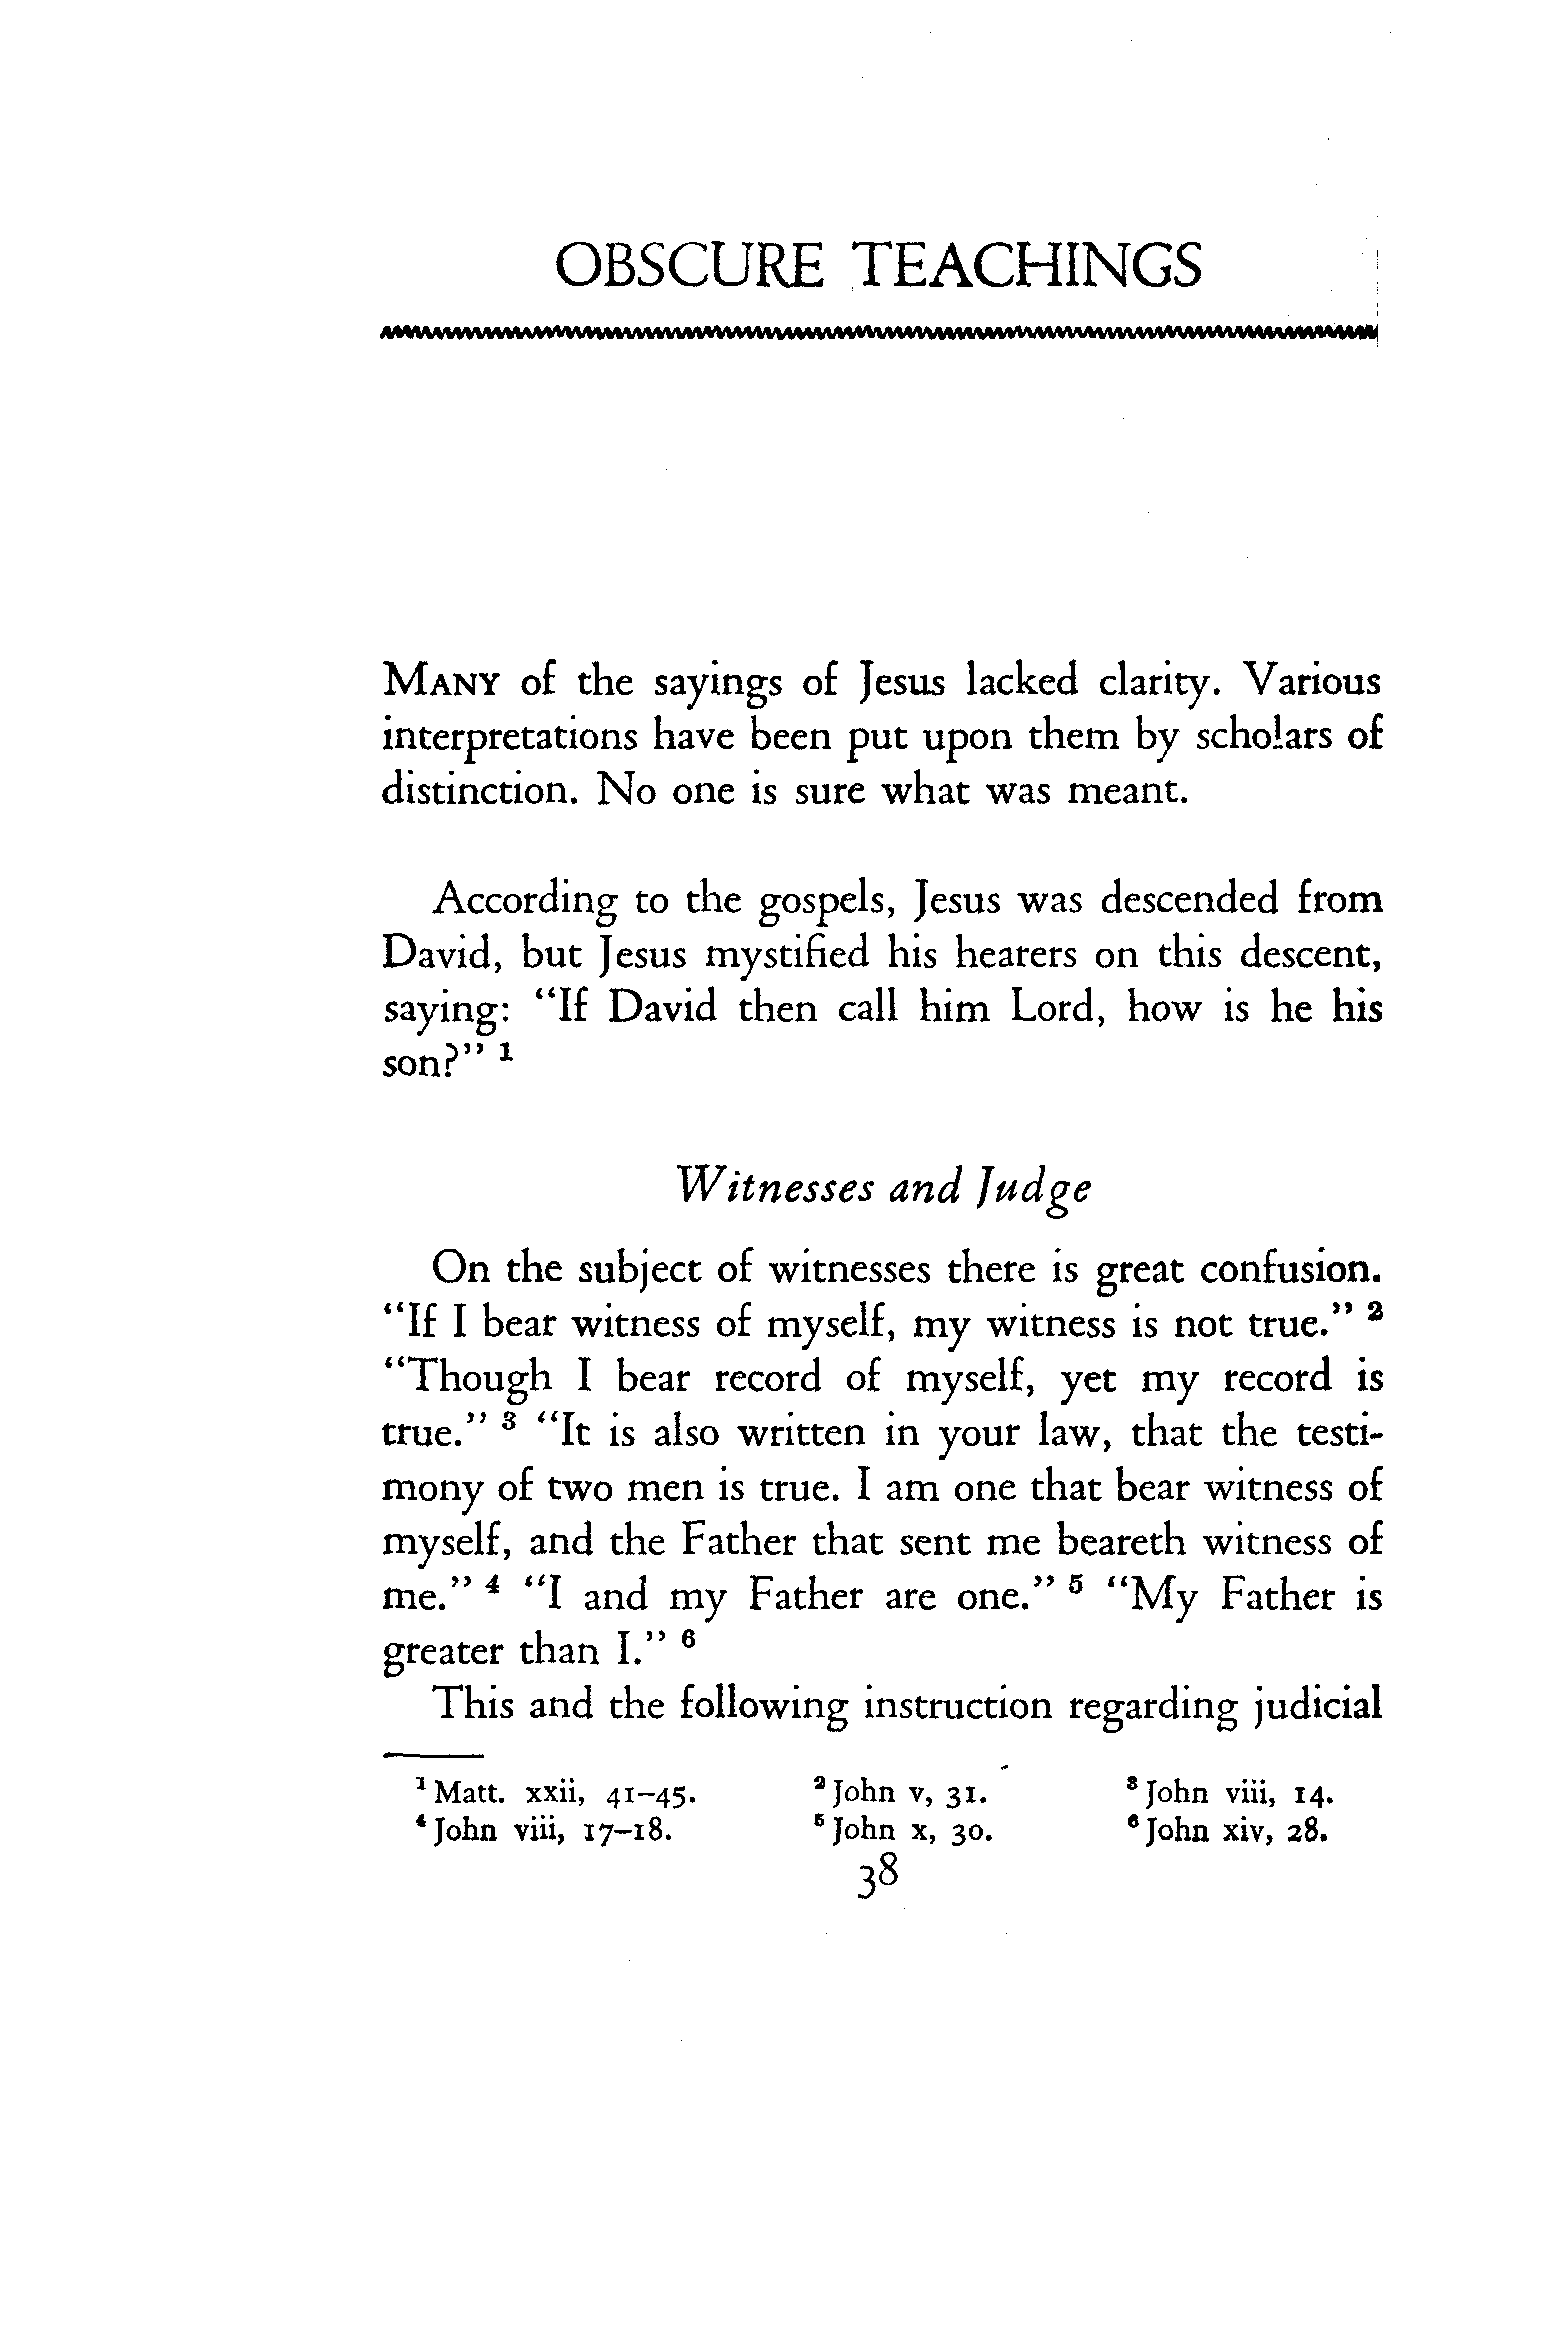 OBSCURE TEACHINGS
MANY of the sayings of Jesus lacked clarity. Various
interpretations have been put upon them by scholars of
distinction. No one is sure what was meant.
According to the gospels, Jesus was descended from
David, but Jesus mystified his hearers on this descent,
saying: “If David then call him Lord, how is he his
son?” ¹
Witnesses and Judge
On the subject of witnesses there is great confusion.
“If I bear witness of myself, my witness is not true.” ²
“Though I bear record of myself, yet my record is
true.” ³ “It is also written in your law, that the testi-
mony of two men is true. I am one that bear witness of
myself, and the Father that sent me beareth witness of
me.” ⁴ “I and my Father are one.” ⁵ “My Father is
greater than I.” ⁶
This and the following instruction regarding judicial
¹ Matt. xxii, 41–45. ² John v, 31. ³ John viii, 14.
⁴ John viii, 17–18. ⁵ John x, 30. ⁶ John xiv, 28.
38